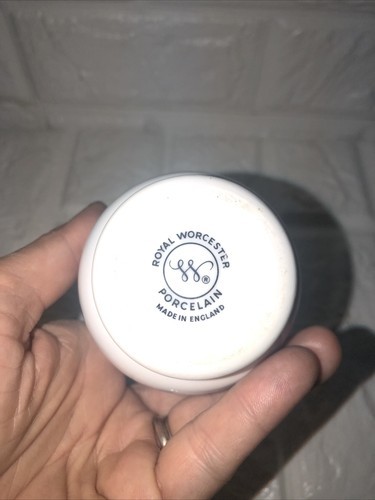 ROYAL WORCESTER
W®
PORCELAIN
MADE IN ENGLAND